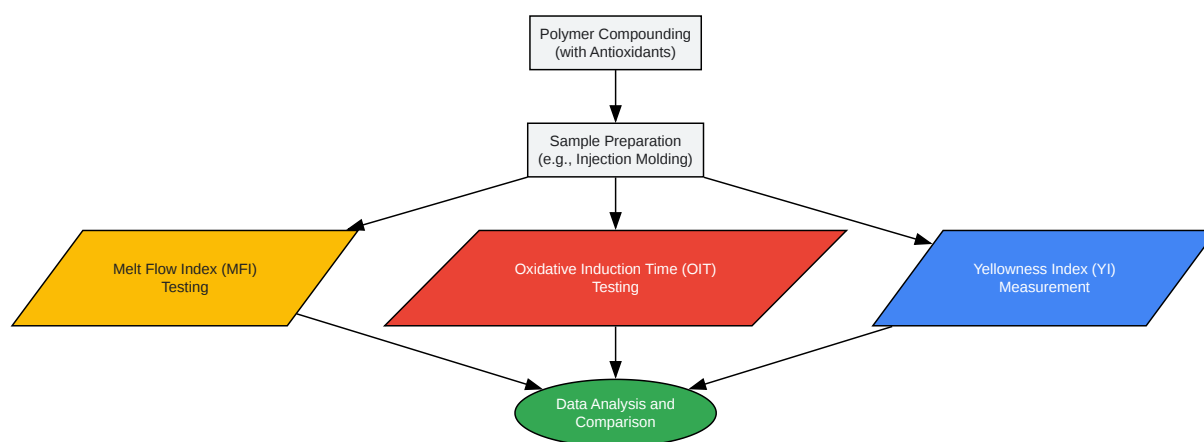 Polymer Compounding
(with Antioxidants)
Sample Preparation
(e.g., Injection Molding)
Melt Flow Index (MFI)
Testing
Oxidative Induction Time (OIT)
Testing
Yellowness Index (YI)
Measurement
Data Analysis and
Comparison